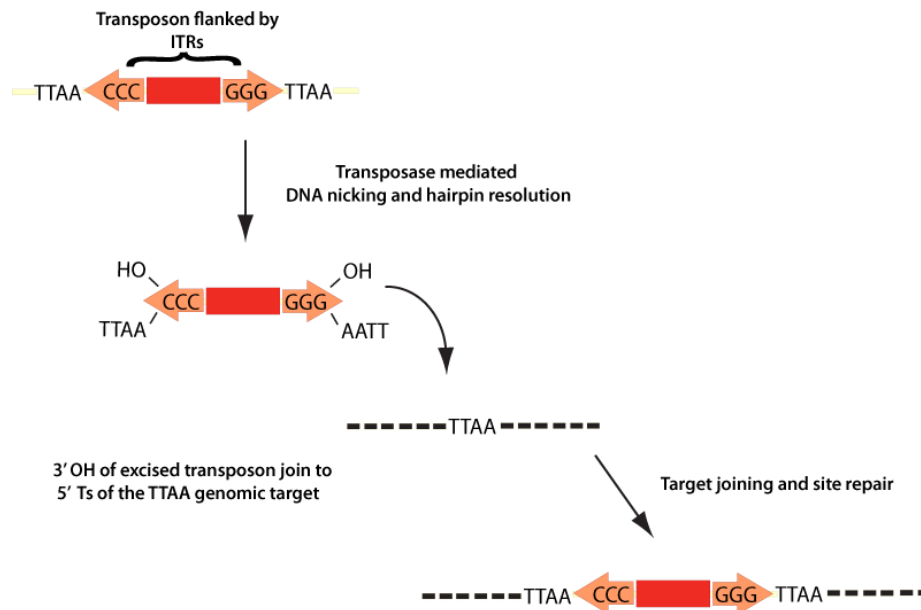 Transposon flanked by
ITRs
TTAA CCC GGG TTAA
Transposase mediated
DNA nicking and hairpin resolution
HO OH
CCC GGG
TTAA AATT
TTAA
3' OH of excised transposon join to
5' Ts of the TTAA genomic target
Target joining and site repair
TTAA CCC GGG TTAA